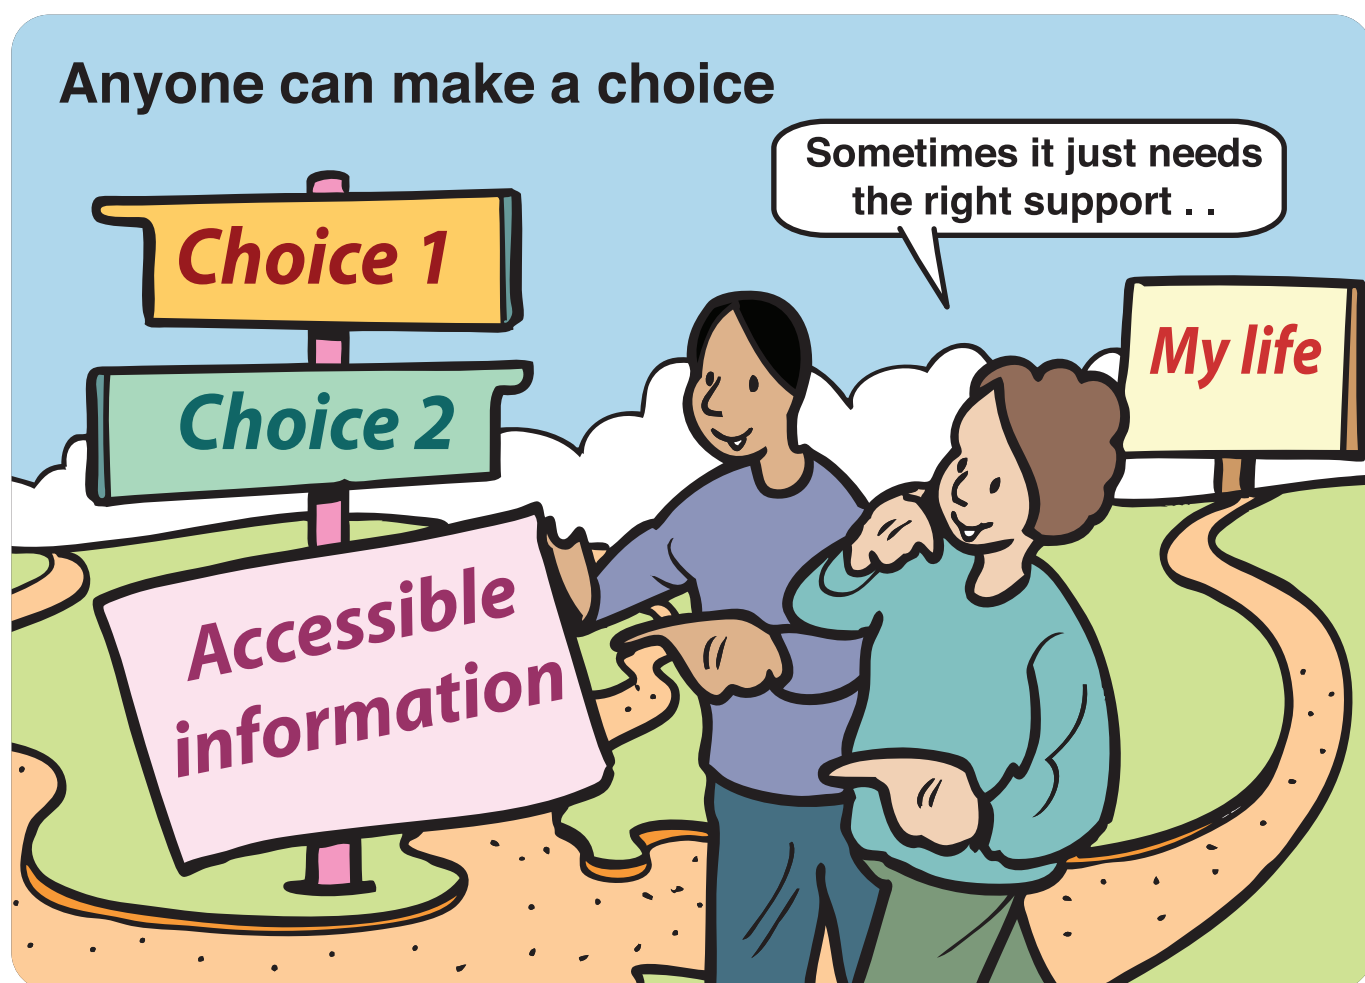 Anyone can make a choice
Sometimes it just needs
the right support . .
Choice 1
Choice 2
My life
Accessible
information